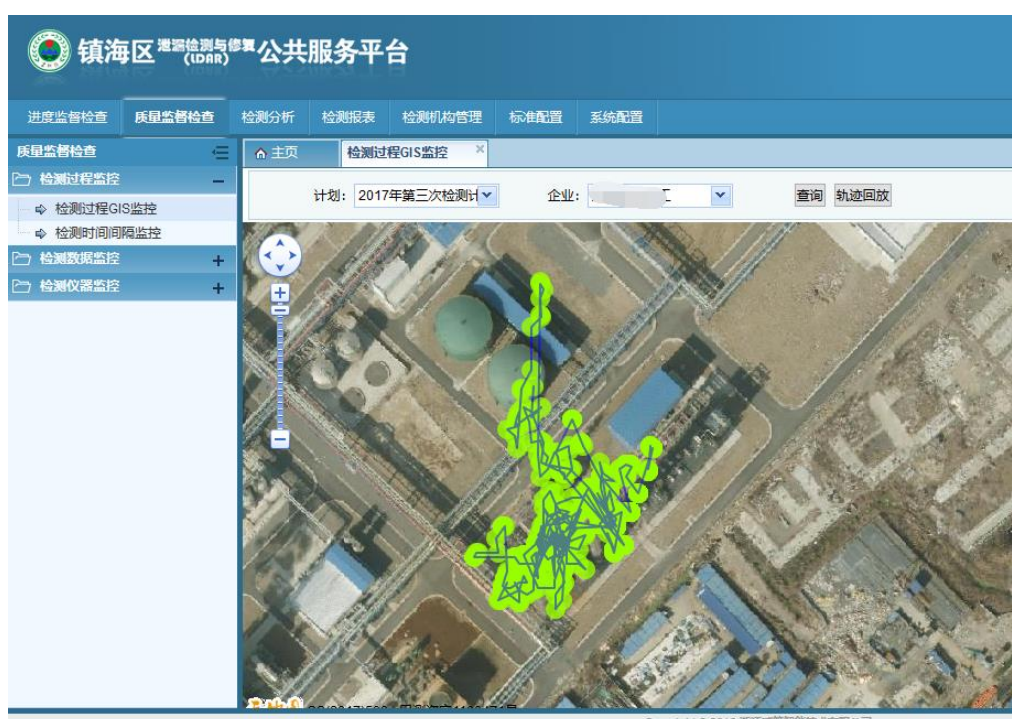 镇海区泄漏检测与修复(LDAR)公共服务平台
进度监督检查 质量监督检查 检测分析 检测报表 检测机构管理 标准配置 系统配置
质量监督检查
主页 检测过程GIS监控
检测过程监控
计划: 2017年第三次检测计 企业: 查询 轨迹回放
检测过程GIS监控
检测时间间隔监控
检测数据监控
检测仪器监控